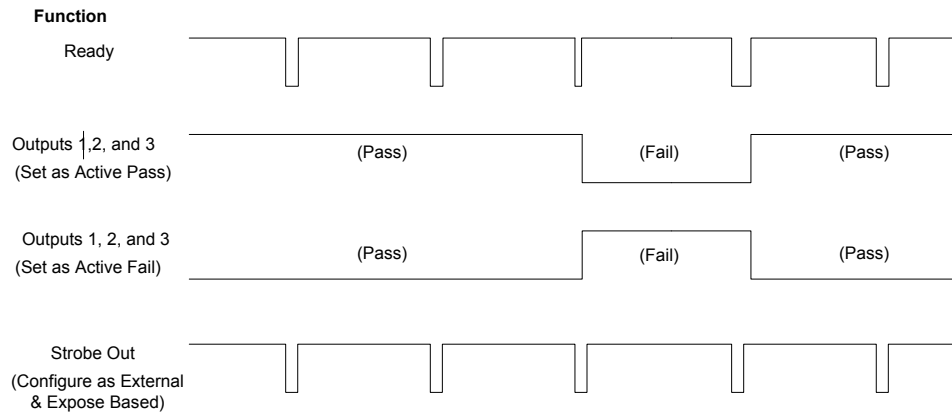 Function
Ready
Outputs 1,2, and 3
(Set as Active Pass)
(Pass)
(Fail)
(Pass)
Outputs 1, 2, and 3
(Set as Active Fail)
(Pass)
(Fail)
(Pass)
Strobe Out
(Configure as External
& Expose Based)